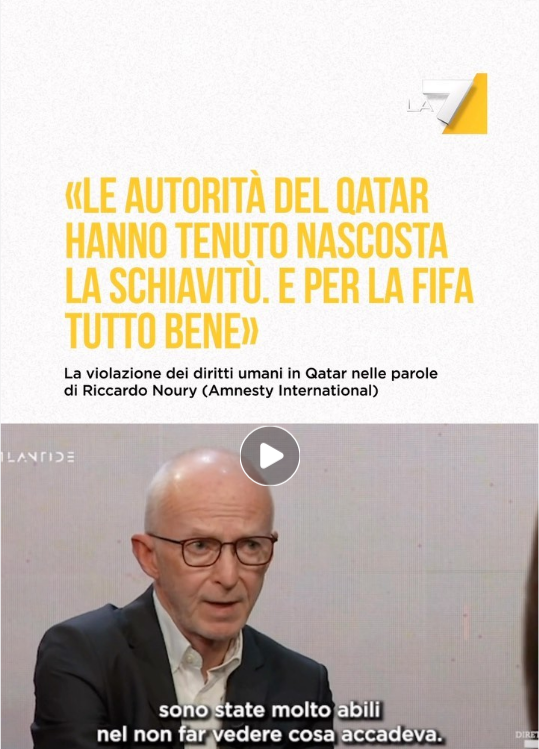 LA 7
«LE AUTORITÀ DEL QATAR
HANNO TENUTO NASCOSTA
LA SCHIAVITÙ. E PER LA FIFA
TUTTO BENE»
La violazione dei diritti umani in Qatar nelle parole
di Riccardo Noury (Amnesty International)
sono state molto abili
nel non far vedere cosa accadeva.